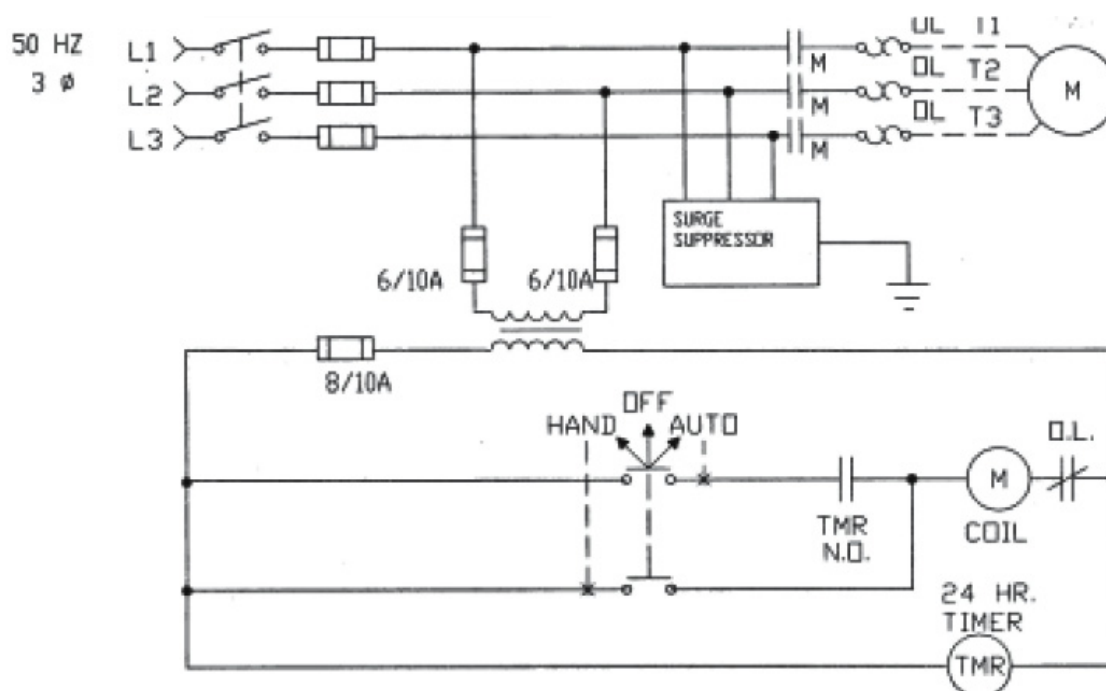 50 HZ
3 ø
L1
L2
L3
M
M
M
OL T1
OL T2
OL T3
M
SURGE
SUPPRESSOR
6/10A
6/10A
8/10A
OFF
HAND
AUTO
O.L.
M
COIL
TMR
N.O.
24 HR.
TIMER
TMR